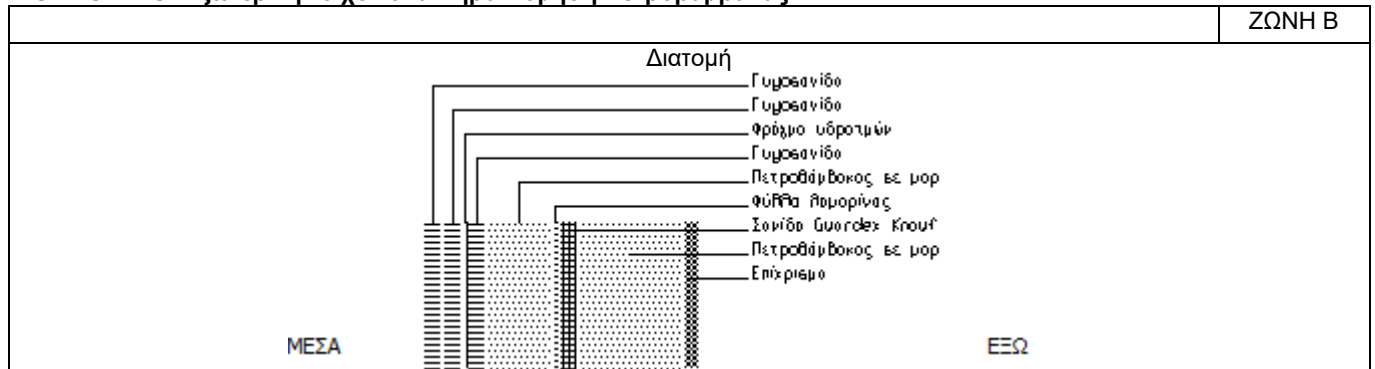 ΖΩΝΗ Β
Διατομή
Γυψοσανίδα
Γυψοσανίδα
Φράγμα υδρατμών
Γυψοσανίδα
Πετροβάμβακας σε μορ
Φύλλα λαμαρίνας
Σανίδα Guardex Knauf
Πετροβάμβακας σε μορ
Επίχρισμα
ΜΕΣΑ
ΕΞΩ